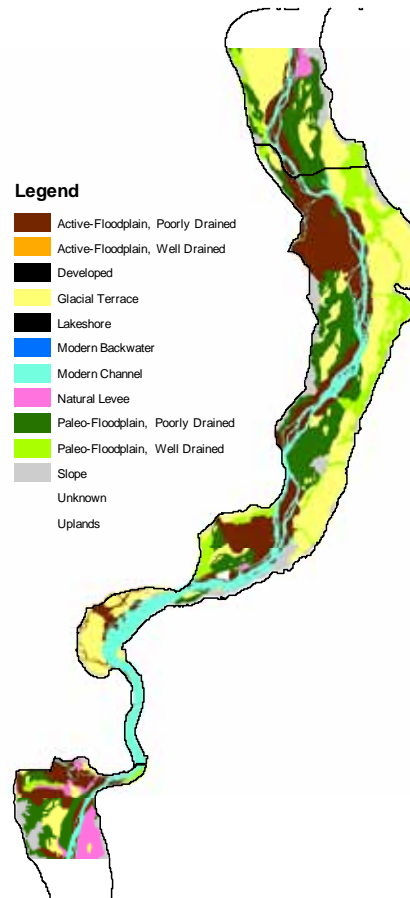 Legend
Active-Floodplain, Poorly Drained
Active-Floodplain, Well Drained
Developed
Glacial Terrace
Lakeshore
Modern Backwater
Modern Channel
Natural Levee
Paleo-Floodplain, Poorly Drained
Paleo-Floodplain, Well Drained
Slope
Unknown
Uplands